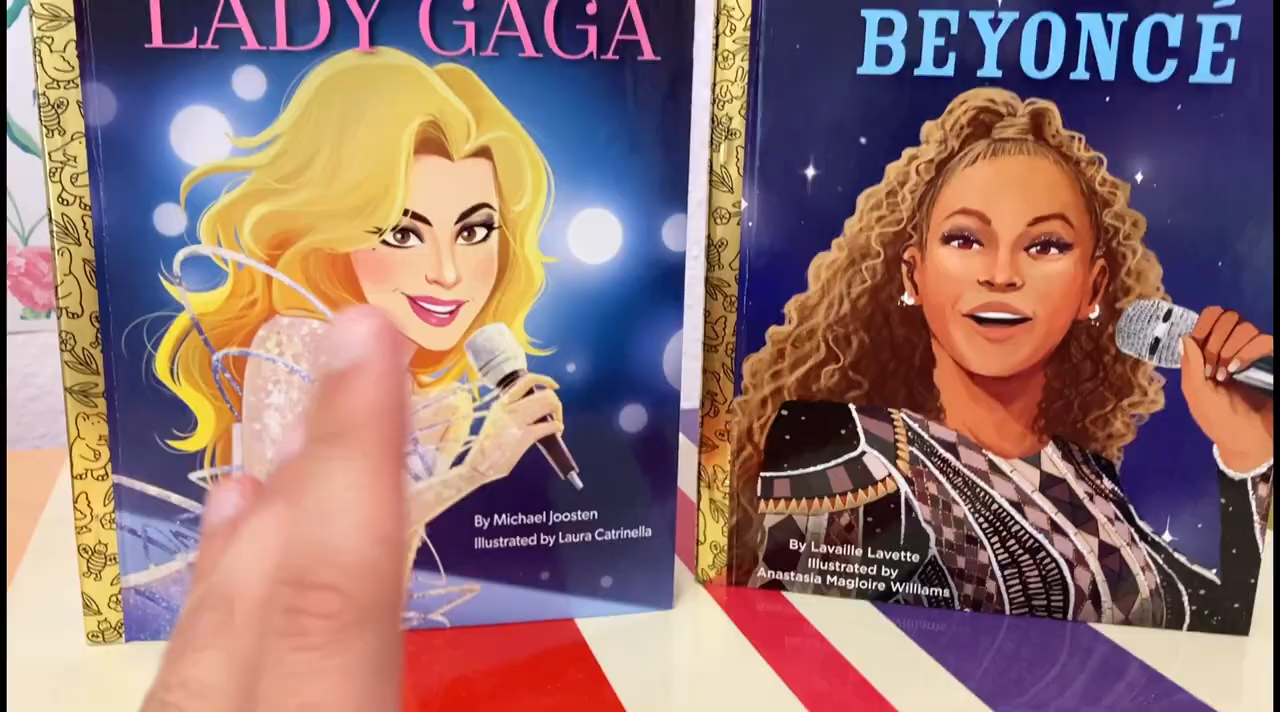 LADY GAGA
By Michael Joosten
Illustrated by Laura Catrinella
BEYONCÉ
By Lavaille Lavette
Illustrated by
Anastasia Magloire Williams